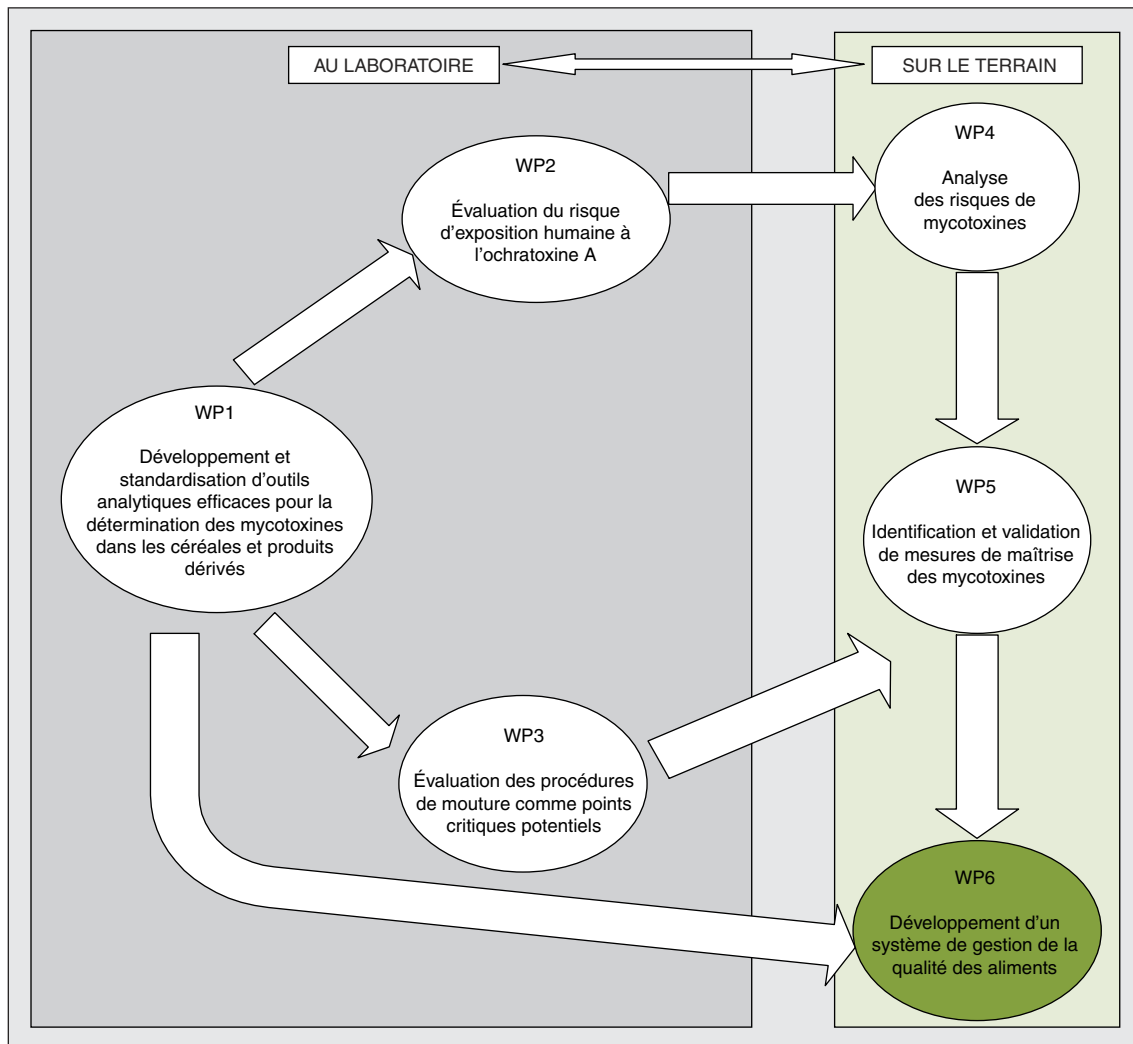 AU LABORATOIRE
SUR LE TERRAIN
WP4
Analyse
des risques de
mycotoxines
WP2
Évaluation du risque
d'exposition humaine à
l'ochratoxine A
WP1
Développement et
standardisation d'outils
analytiques efficaces pour la
détermination des mycotoxines
dans les céréales et produits
dérivés
WP5
Identification et validation
de mesures de maîtrise
des mycotoxines
WP3
Évaluation des procédures
de mouture comme points
critiques potentiels
WP6
Développement d'un
système de gestion de la
qualité des aliments